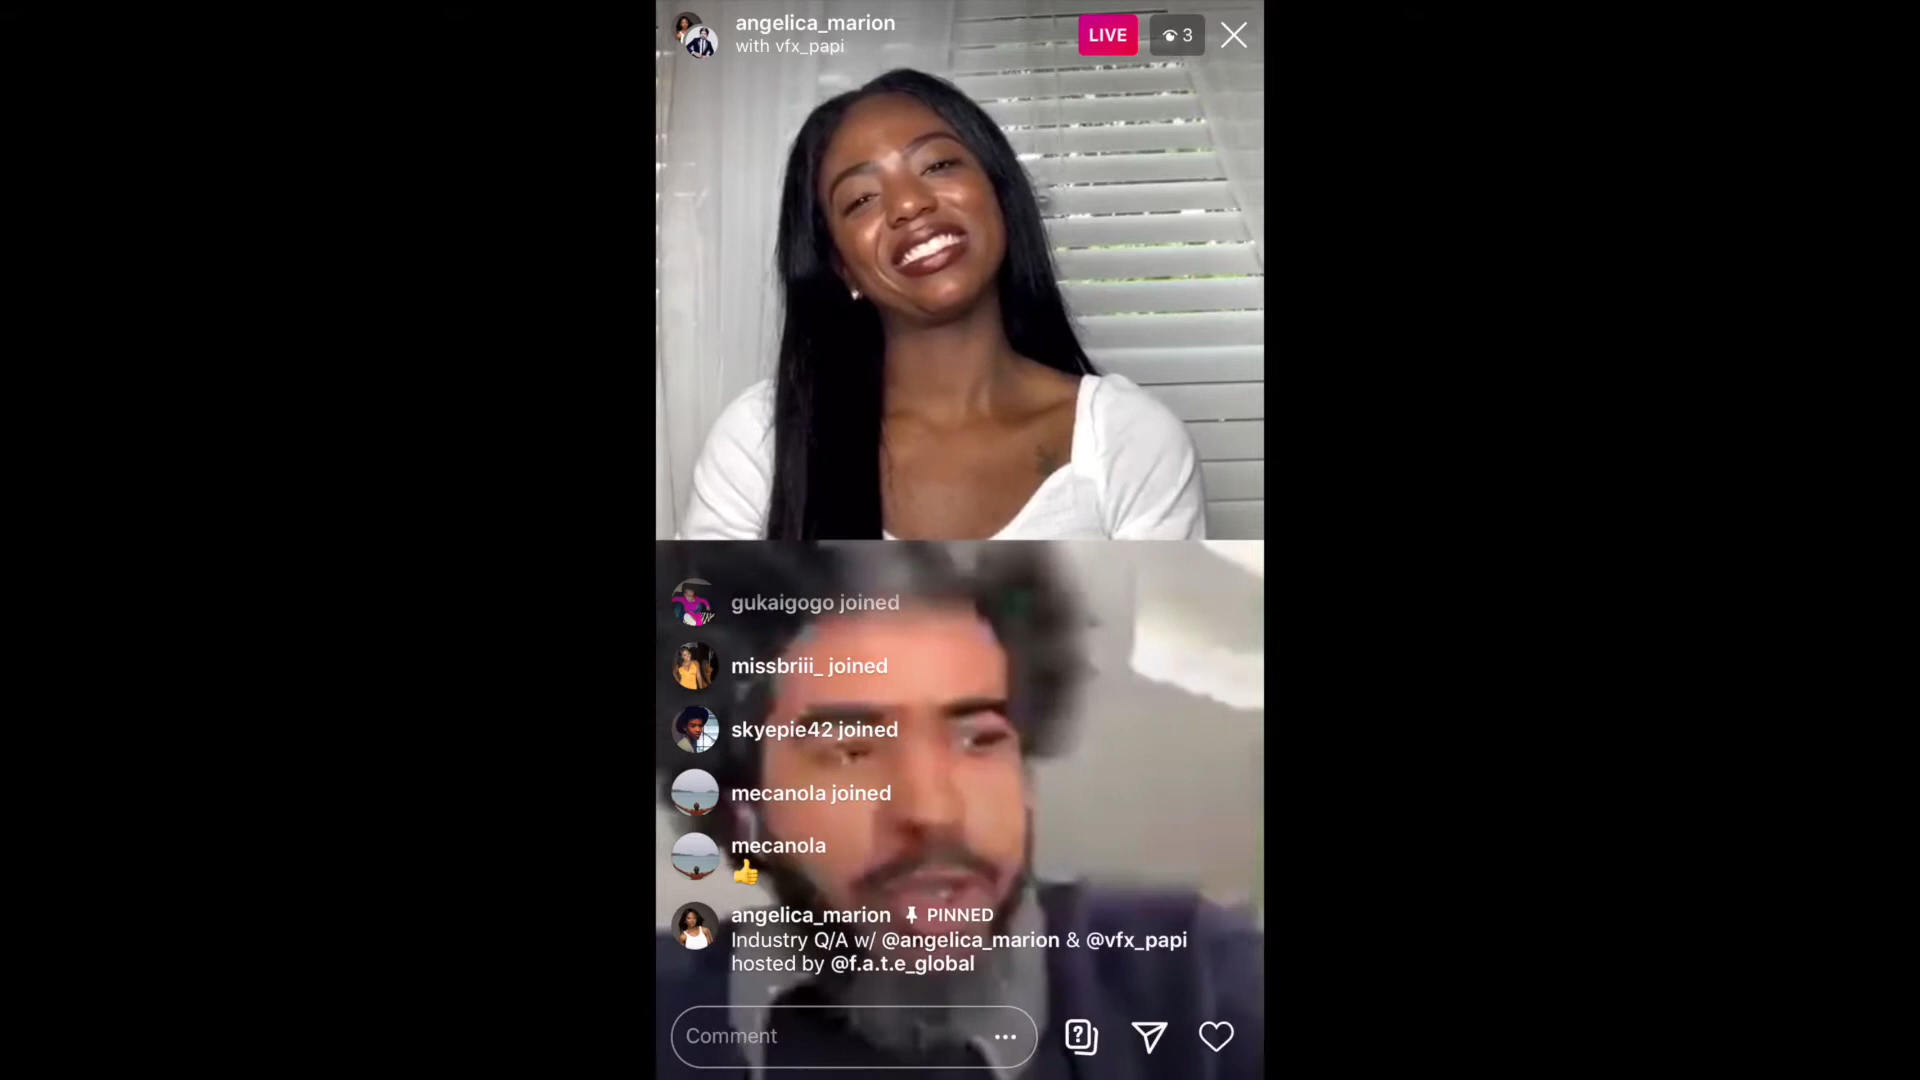 angelica_marion
with vfx_papi
LIVE
3
gukaigogo joined
missbriii_ joined
skyepie42 joined
mecanola joined
mecanola
👍
angelica_marion PINNED
Industry Q/A w/ @angelica_marion & @vfx_papi
hosted by @f.a.t.e_global
Comment